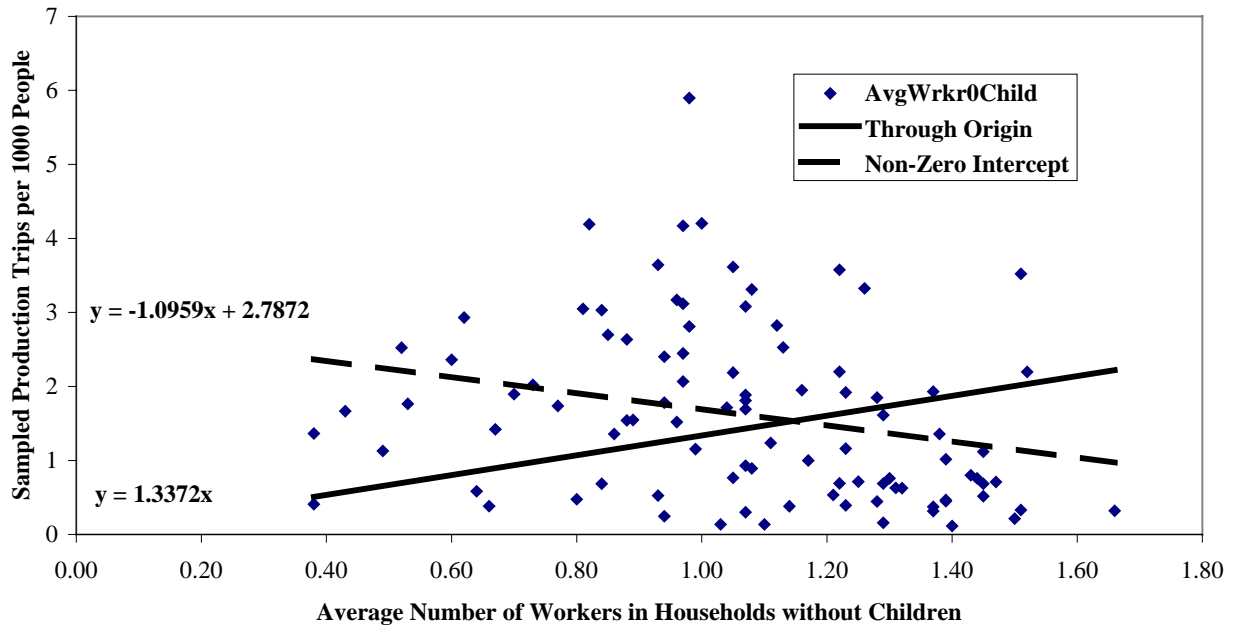 7
6
5
4
3
2
1
0
Sampled Production Trips per 1000 People
AvgWrkr0Child
Through Origin
Non-Zero Intercept
y = -1.0959x + 2.7872
y = 1.3372x
0.00 0.20 0.40 0.60 0.80 1.00 1.20 1.40 1.60 1.80
Average Number of Workers in Households without Children